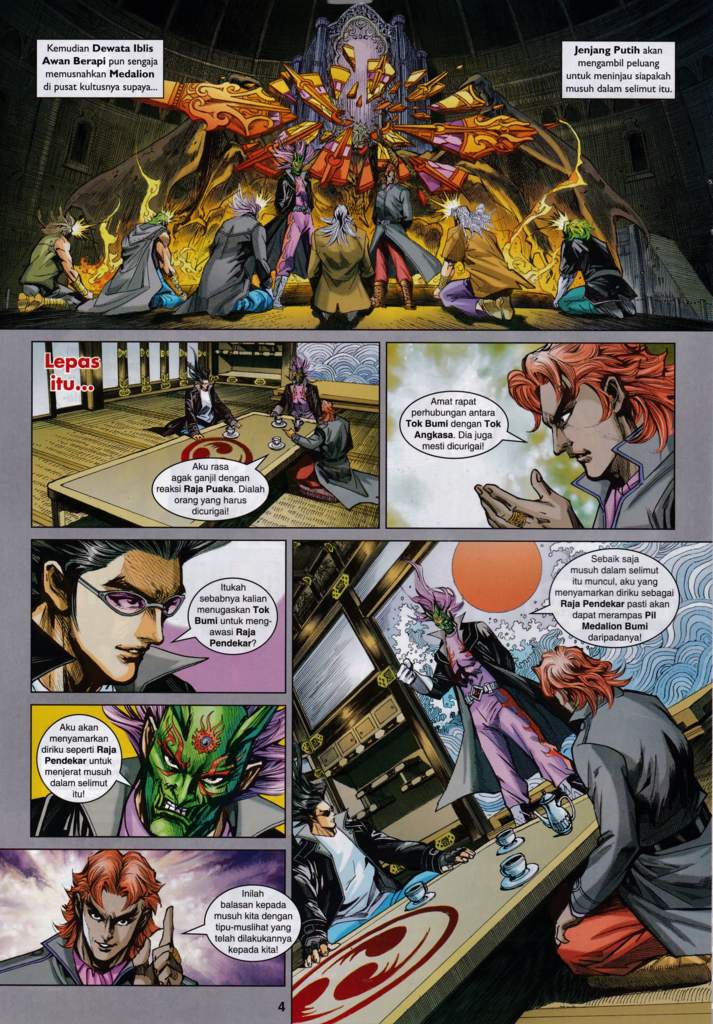 Kemudian Dewata Iblis
Awan Berapi pun sengaja
memusnahkan Medalion
di pusat kultusnya supaya...
Jenjang Putih akan
mengambil peluang
untuk meninjau siapakah
musuh dalam selimut itu.
Lepas
itu...
Aku rasa
agak ganjil dengan
reaksi Raja Puaka. Dialah
orang yang harus
dicurigai!
Amat rapat
perhubungan antara
Tok Bumi dengan Tok
Angkasa. Dia juga
mesti dicurigai!
Itukah
sebabnya kalian
menugaskan Tok
Bumi untuk meng-
awasi Raja
Pendekar?
Sebaik saja
musuh dalam selimut
itu muncul, aku yang
menyamarkan diriku sebagai
Raja Pendekar pasti akan
dapat merampas Pil
Medalion Bumi
daripadanya!
Aku akan
menyamarkan
diriku seperti Raja
Pendekar untuk
menjerat musuh
dalam selimut
itu!
Inilah
balasan kepada
musuh kita dengan
tipu-muslihat yang
telah dilakukannya
kepada kita!
4